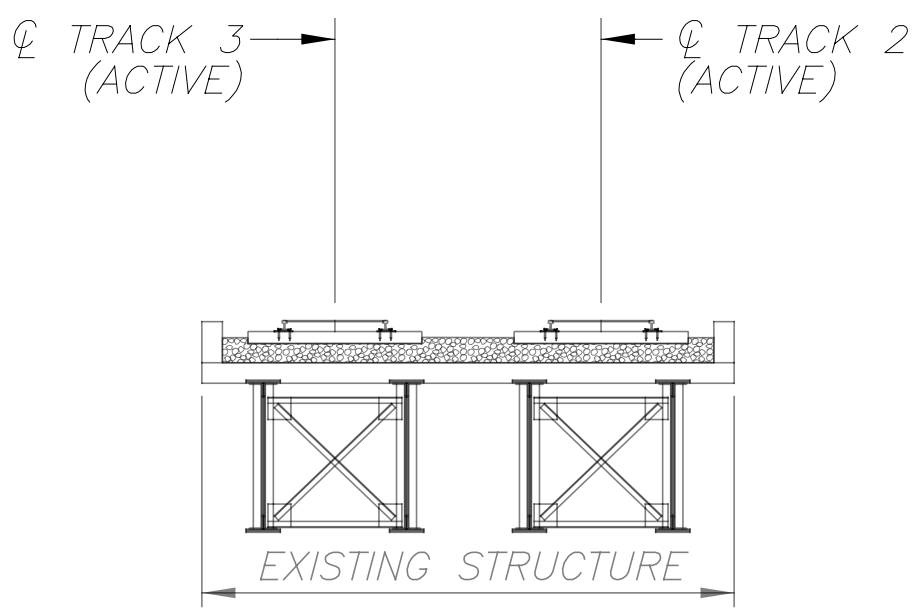 ℄ TRACK 3
(ACTIVE)
℄ TRACK 2
(ACTIVE)
EXISTING STRUCTURE